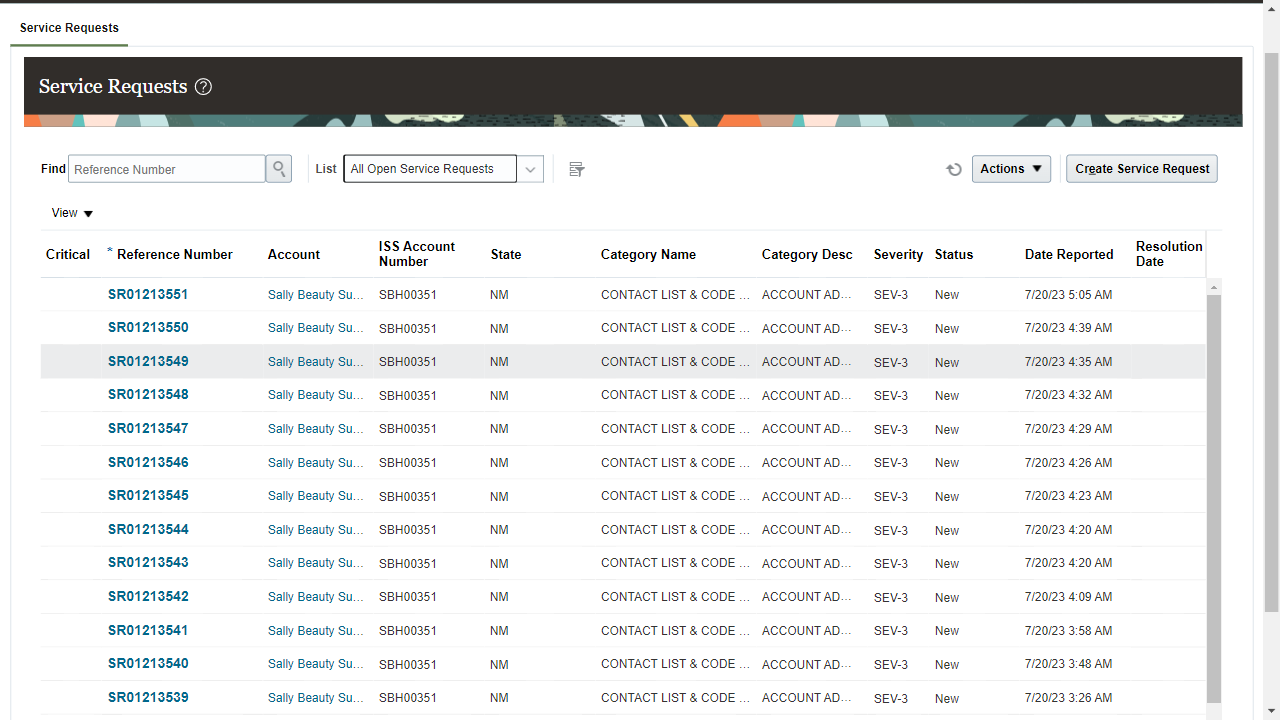 Service Requests
Service Requests ?
Find Reference Number List All Open Service Requests Actions Create Service Request
View
Critical * Reference Number Account ISS Account Number State Category Name Category Desc Severity Status Date Reported Resolution Date
SR01213551 Sally Beauty Su... SBH00351 NM CONTACT LIST & CODE ... ACCOUNT AD... SEV-3 New 7/20/23 5:05 AM
SR01213550 Sally Beauty Su... SBH00351 NM CONTACT LIST & CODE ... ACCOUNT AD... SEV-3 New 7/20/23 4:39 AM
SR01213549 Sally Beauty Su... SBH00351 NM CONTACT LIST & CODE ... ACCOUNT AD... SEV-3 New 7/20/23 4:35 AM
SR01213548 Sally Beauty Su... SBH00351 NM CONTACT LIST & CODE ... ACCOUNT AD... SEV-3 New 7/20/23 4:32 AM
SR01213547 Sally Beauty Su... SBH00351 NM CONTACT LIST & CODE ... ACCOUNT AD... SEV-3 New 7/20/23 4:29 AM
SR01213546 Sally Beauty Su... SBH00351 NM CONTACT LIST & CODE ... ACCOUNT AD... SEV-3 New 7/20/23 4:26 AM
SR01213545 Sally Beauty Su... SBH00351 NM CONTACT LIST & CODE ... ACCOUNT AD... SEV-3 New 7/20/23 4:23 AM
SR01213544 Sally Beauty Su... SBH00351 NM CONTACT LIST & CODE ... ACCOUNT AD... SEV-3 New 7/20/23 4:20 AM
SR01213543 Sally Beauty Su... SBH00351 NM CONTACT LIST & CODE ... ACCOUNT AD... SEV-3 New 7/20/23 4:20 AM
SR01213542 Sally Beauty Su... SBH00351 NM CONTACT LIST & CODE ... ACCOUNT AD... SEV-3 New 7/20/23 4:09 AM
SR01213541 Sally Beauty Su... SBH00351 NM CONTACT LIST & CODE ... ACCOUNT AD... SEV-3 New 7/20/23 3:58 AM
SR01213540 Sally Beauty Su... SBH00351 NM CONTACT LIST & CODE ... ACCOUNT AD... SEV-3 New 7/20/23 3:48 AM
SR01213539 Sally Beauty Su... SBH00351 NM CONTACT LIST & CODE ... ACCOUNT AD... SEV-3 New 7/20/23 3:26 AM